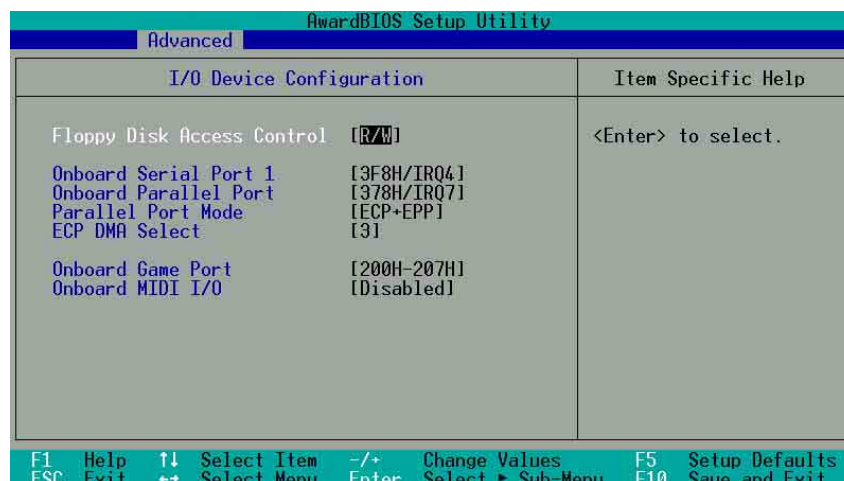 AwardBIOS Setup Utility
Advanced
I/O Device Configuration
Item Specific Help
Floppy Disk Access Control [R/W]
<Enter> to select.
Onboard Serial Port 1 [3F8H/IRQ4]
Onboard Parallel Port [378H/IRQ7]
Parallel Port Mode [ECP+EPP]
ECP DMA Select [3]
Onboard Game Port [200H-207H]
Onboard MIDI I/O [Disabled]
F1 Help ↑↓ Select Item -/+ Change Values F5 Setup Defaults
ESC Exit ←→ Select Menu Enter Select ► Sub-Menu F10 Save and Exit